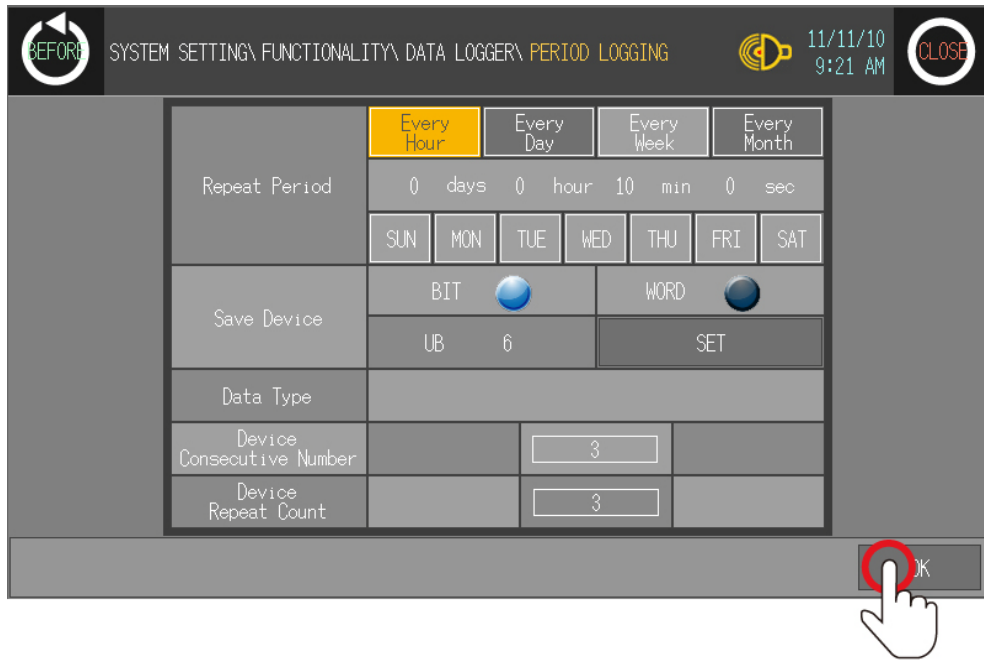 BEFORE
SYSTEM SETTING\ FUNCTIONALITY\ DATA LOGGER\ PERIOD LOGGING
11/11/10
9:21 AM
CLOSE
Repeat Period
Every
Hour
Every
Day
Every
Week
Every
Month
0 days 0 hour 10 min 0 sec
SUN MON TUE WED THU FRI SAT
Save Device
BIT
WORD
UB 6
SET
Data Type
Device
Consecutive Number
3
Device
Repeat Count
3
OK